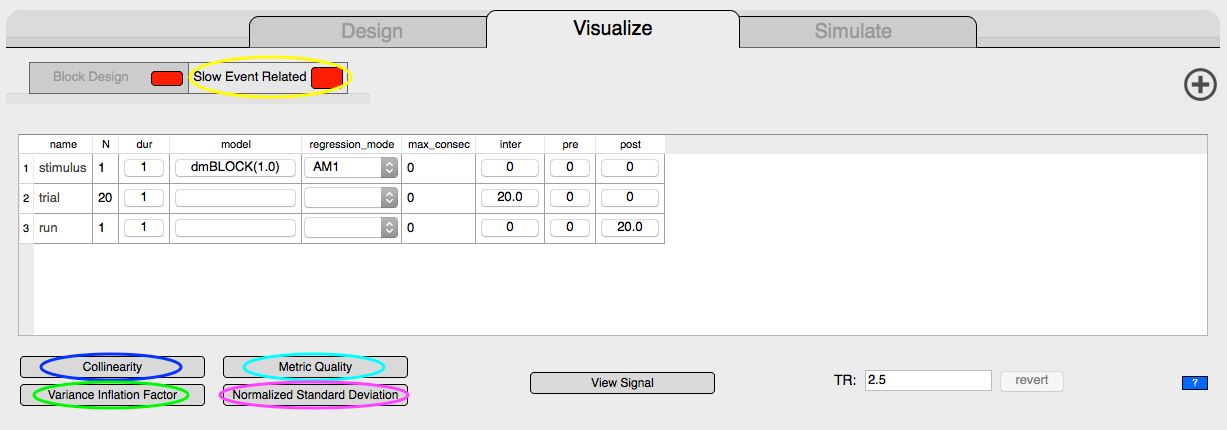 Design Visualize Simulate
Block Design Slow Event Related
name N dur model regression_mode max_consec inter pre post
1 stimulus 1 1 dmBLOCK(1.0) AM1 0 0 0 0
2 trial 20 1 0 20.0 0 0
3 run 1 1 0 0 0 20.0
Collinearity Metric Quality
View Signal TR: 2.5 revert ?
Variance Inflation Factor Normalized Standard Deviation